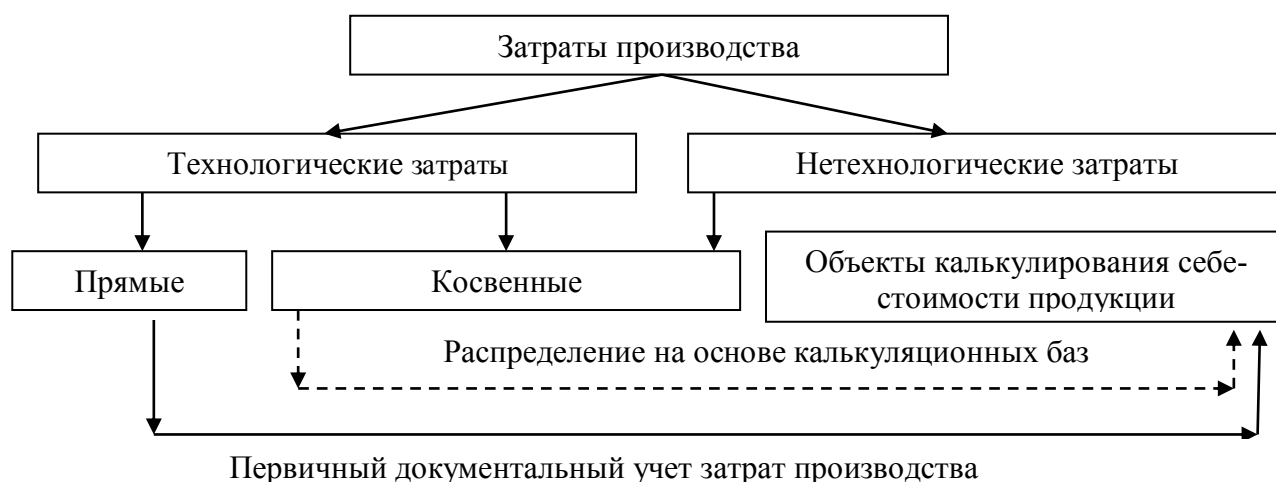 Затраты производства
Технологические затраты
Нетехнологические затраты
Прямые
Косвенные
Объекты калькулирования себе-
стоимости продукции
Распределение на основе калькуляционных баз
Первичный документальный учет затрат производства